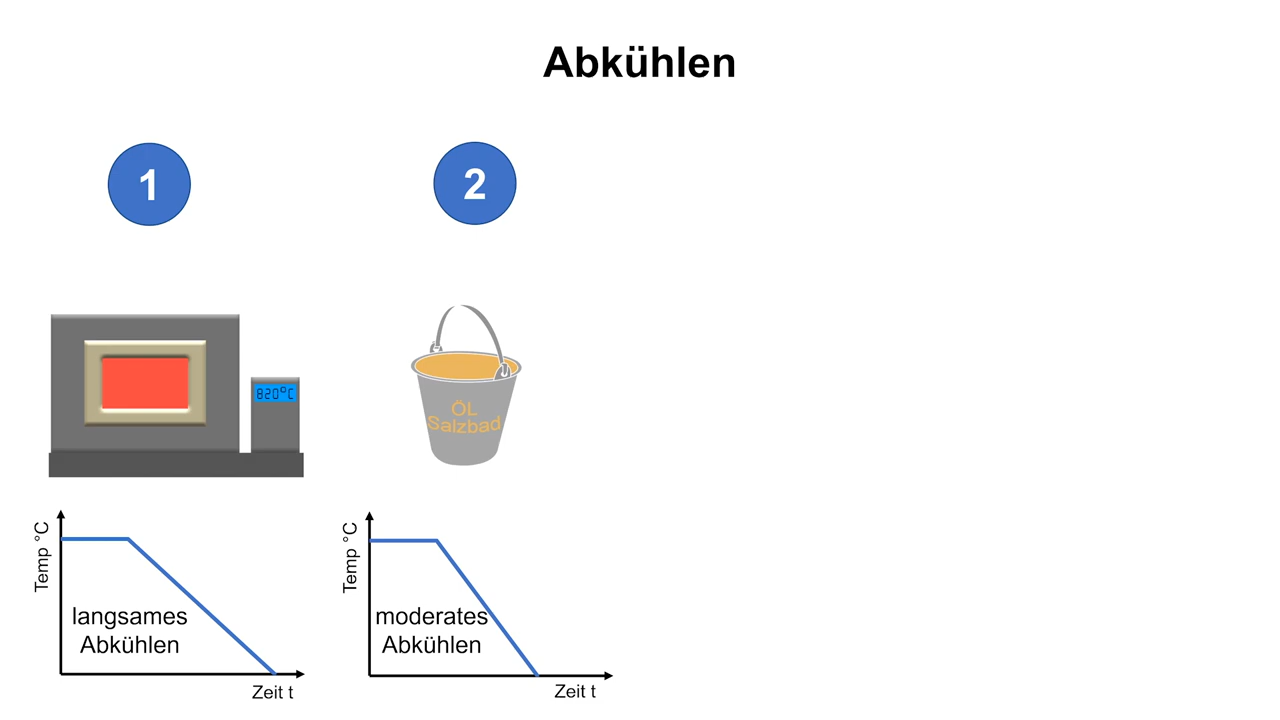 Abkühlen
1
2
820°C
ÖL
Salzbad
Temp °C
langsames
Abkühlen
Zeit t
Temp °C
moderates
Abkühlen
Zeit t